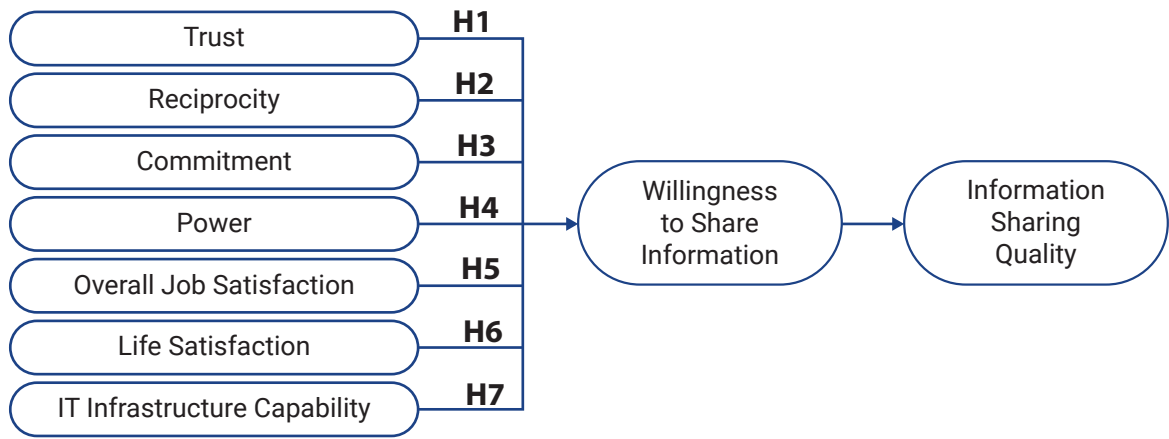 Trust
H1
Reciprocity
H2
Commitment
H3
Power
H4
Overall Job Satisfaction
H5
Life Satisfaction
H6
IT Infrastructure Capability
H7
Willingness
to Share
Information
Information
Sharing
Quality